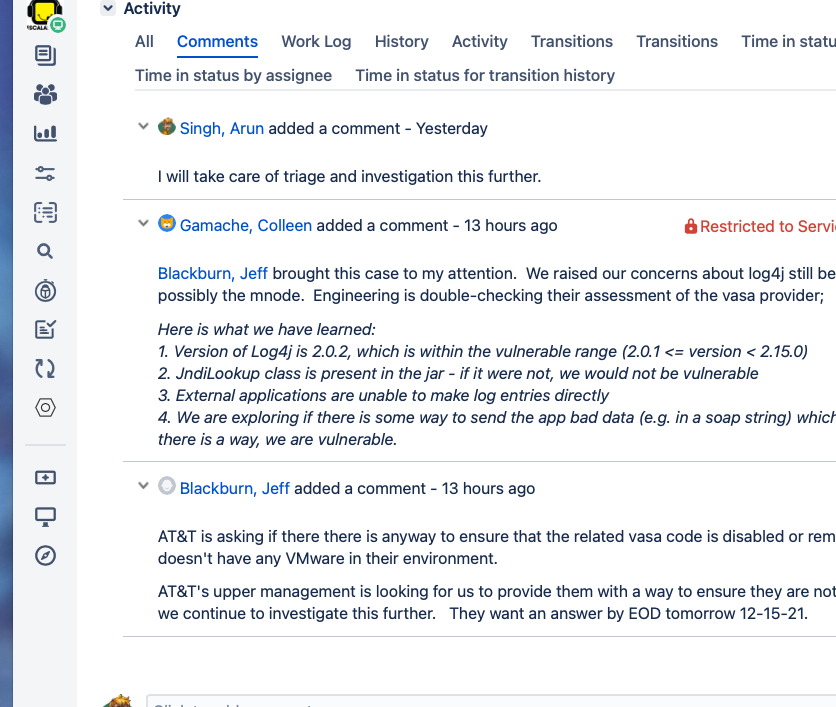 SCALA
Activity
All Comments Work Log History Activity Transitions Transitions Time in statu
Time in status by assignee Time in status for transition history
Singh, Arun added a comment - Yesterday
I will take care of triage and investigation this further.
Gamache, Colleen added a comment - 13 hours ago Restricted to Servi
Blackburn, Jeff brought this case to my attention. We raised our concerns about log4j still be
possibly the mnode. Engineering is double-checking their assessment of the vasa provider;
Here is what we have learned:
1. Version of Log4j is 2.0.2, which is within the vulnerable range (2.0.1 <= version < 2.15.0)
2. JndiLookup class is present in the jar - if it were not, we would not be vulnerable
3. External applications are unable to make log entries directly
4. We are exploring if there is some way to send the app bad data (e.g. in a soap string) which
there is a way, we are vulnerable.
Blackburn, Jeff added a comment - 13 hours ago
AT&T is asking if there there is anyway to ensure that the related vasa code is disabled or rem
doesn't have any VMware in their environment.
AT&T's upper management is looking for us to provide them with a way to ensure they are not
we continue to investigate this further. They want an answer by EOD tomorrow 12-15-21.